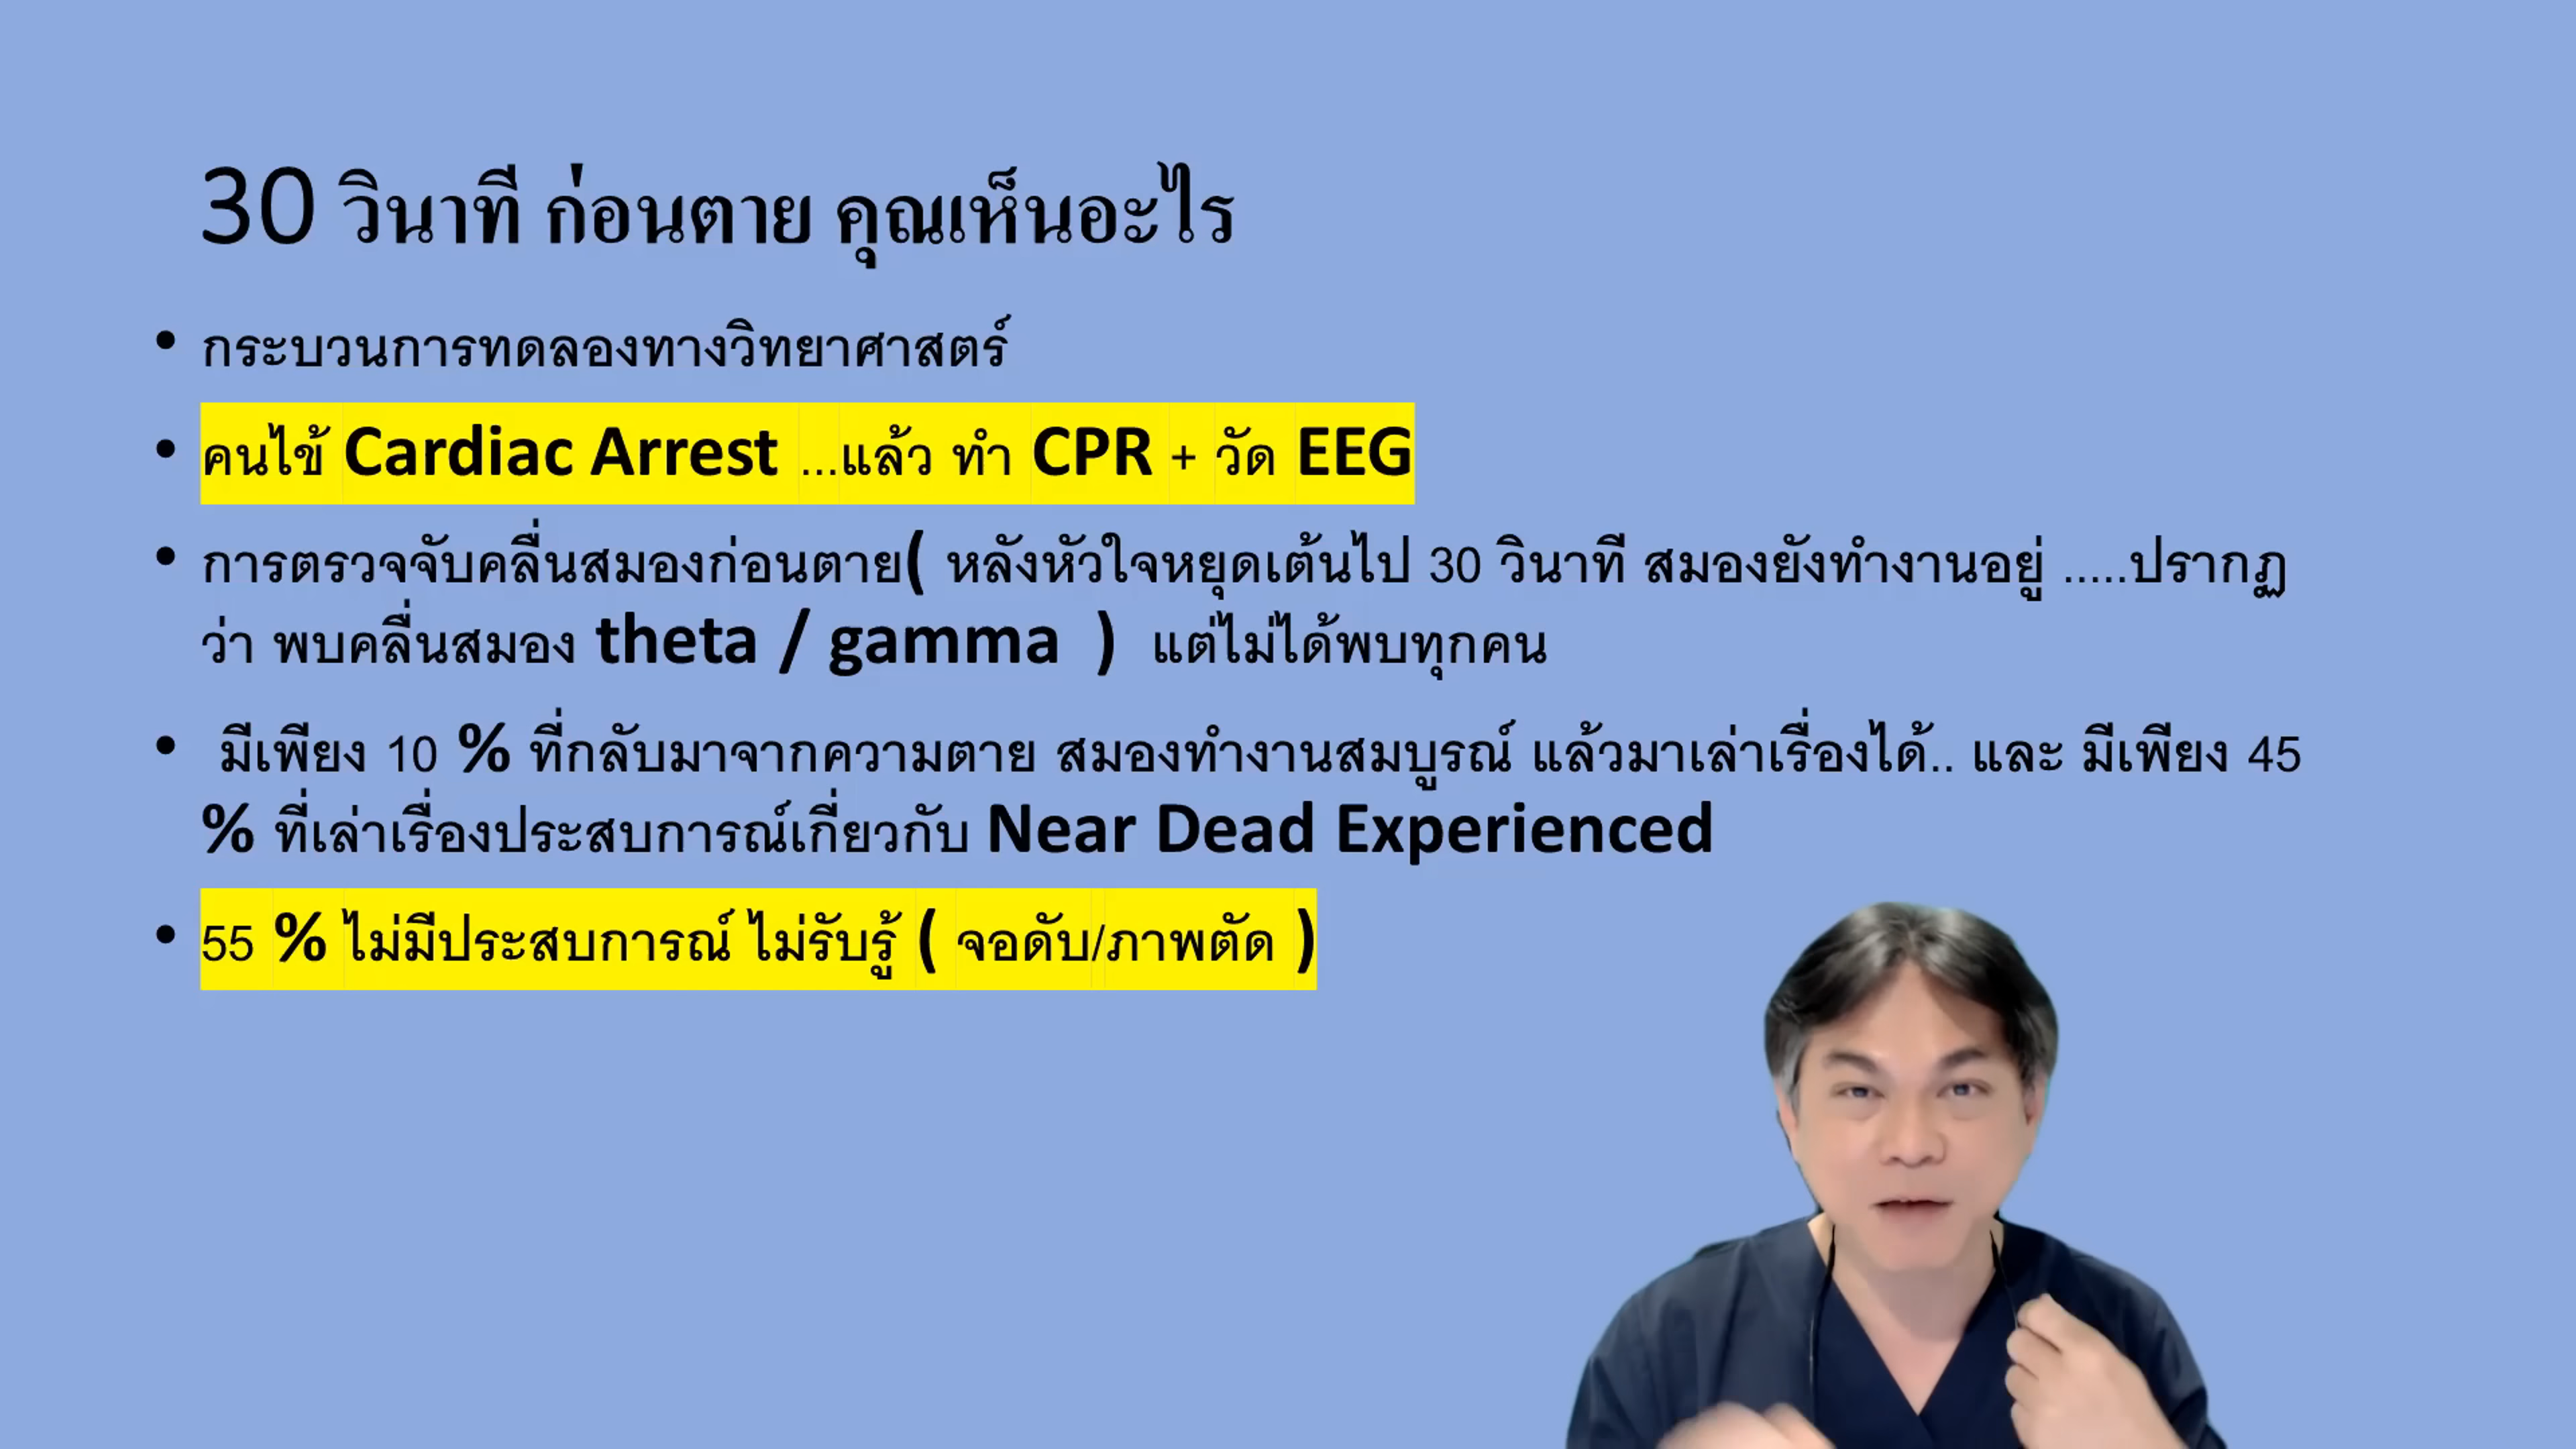 30 วินาที ก่อนตาย คุณเห็นอะไร
• กระบวนการทดลองทางวิทยาศาสตร์
• คนไข้ Cardiac Arrest ...แล้ว ทำ CPR + วัด EEG
• การตรวจจับคลื่นสมองก่อนตาย( หลังหัวใจหยุดเต้นไป 30 วินาที สมองยังทำงานอยู่ .....ปรากฏ
ว่า พบคลื่นสมอง theta / gamma ) แต่ไม่ได้พบทุกคน
• มีเพียง 10 % ที่กลับมาจากความตาย สมองทำงานสมบูรณ์ แล้วมาเล่าเรื่องได้.. และ มีเพียง 45
% ที่เล่าเรื่องประสบการณ์เกี่ยวกับ Near Dead Experienced
• 55 % ไม่มีประสบการณ์ ไม่รับรู้ ( จอดับ/ภาพตัด )